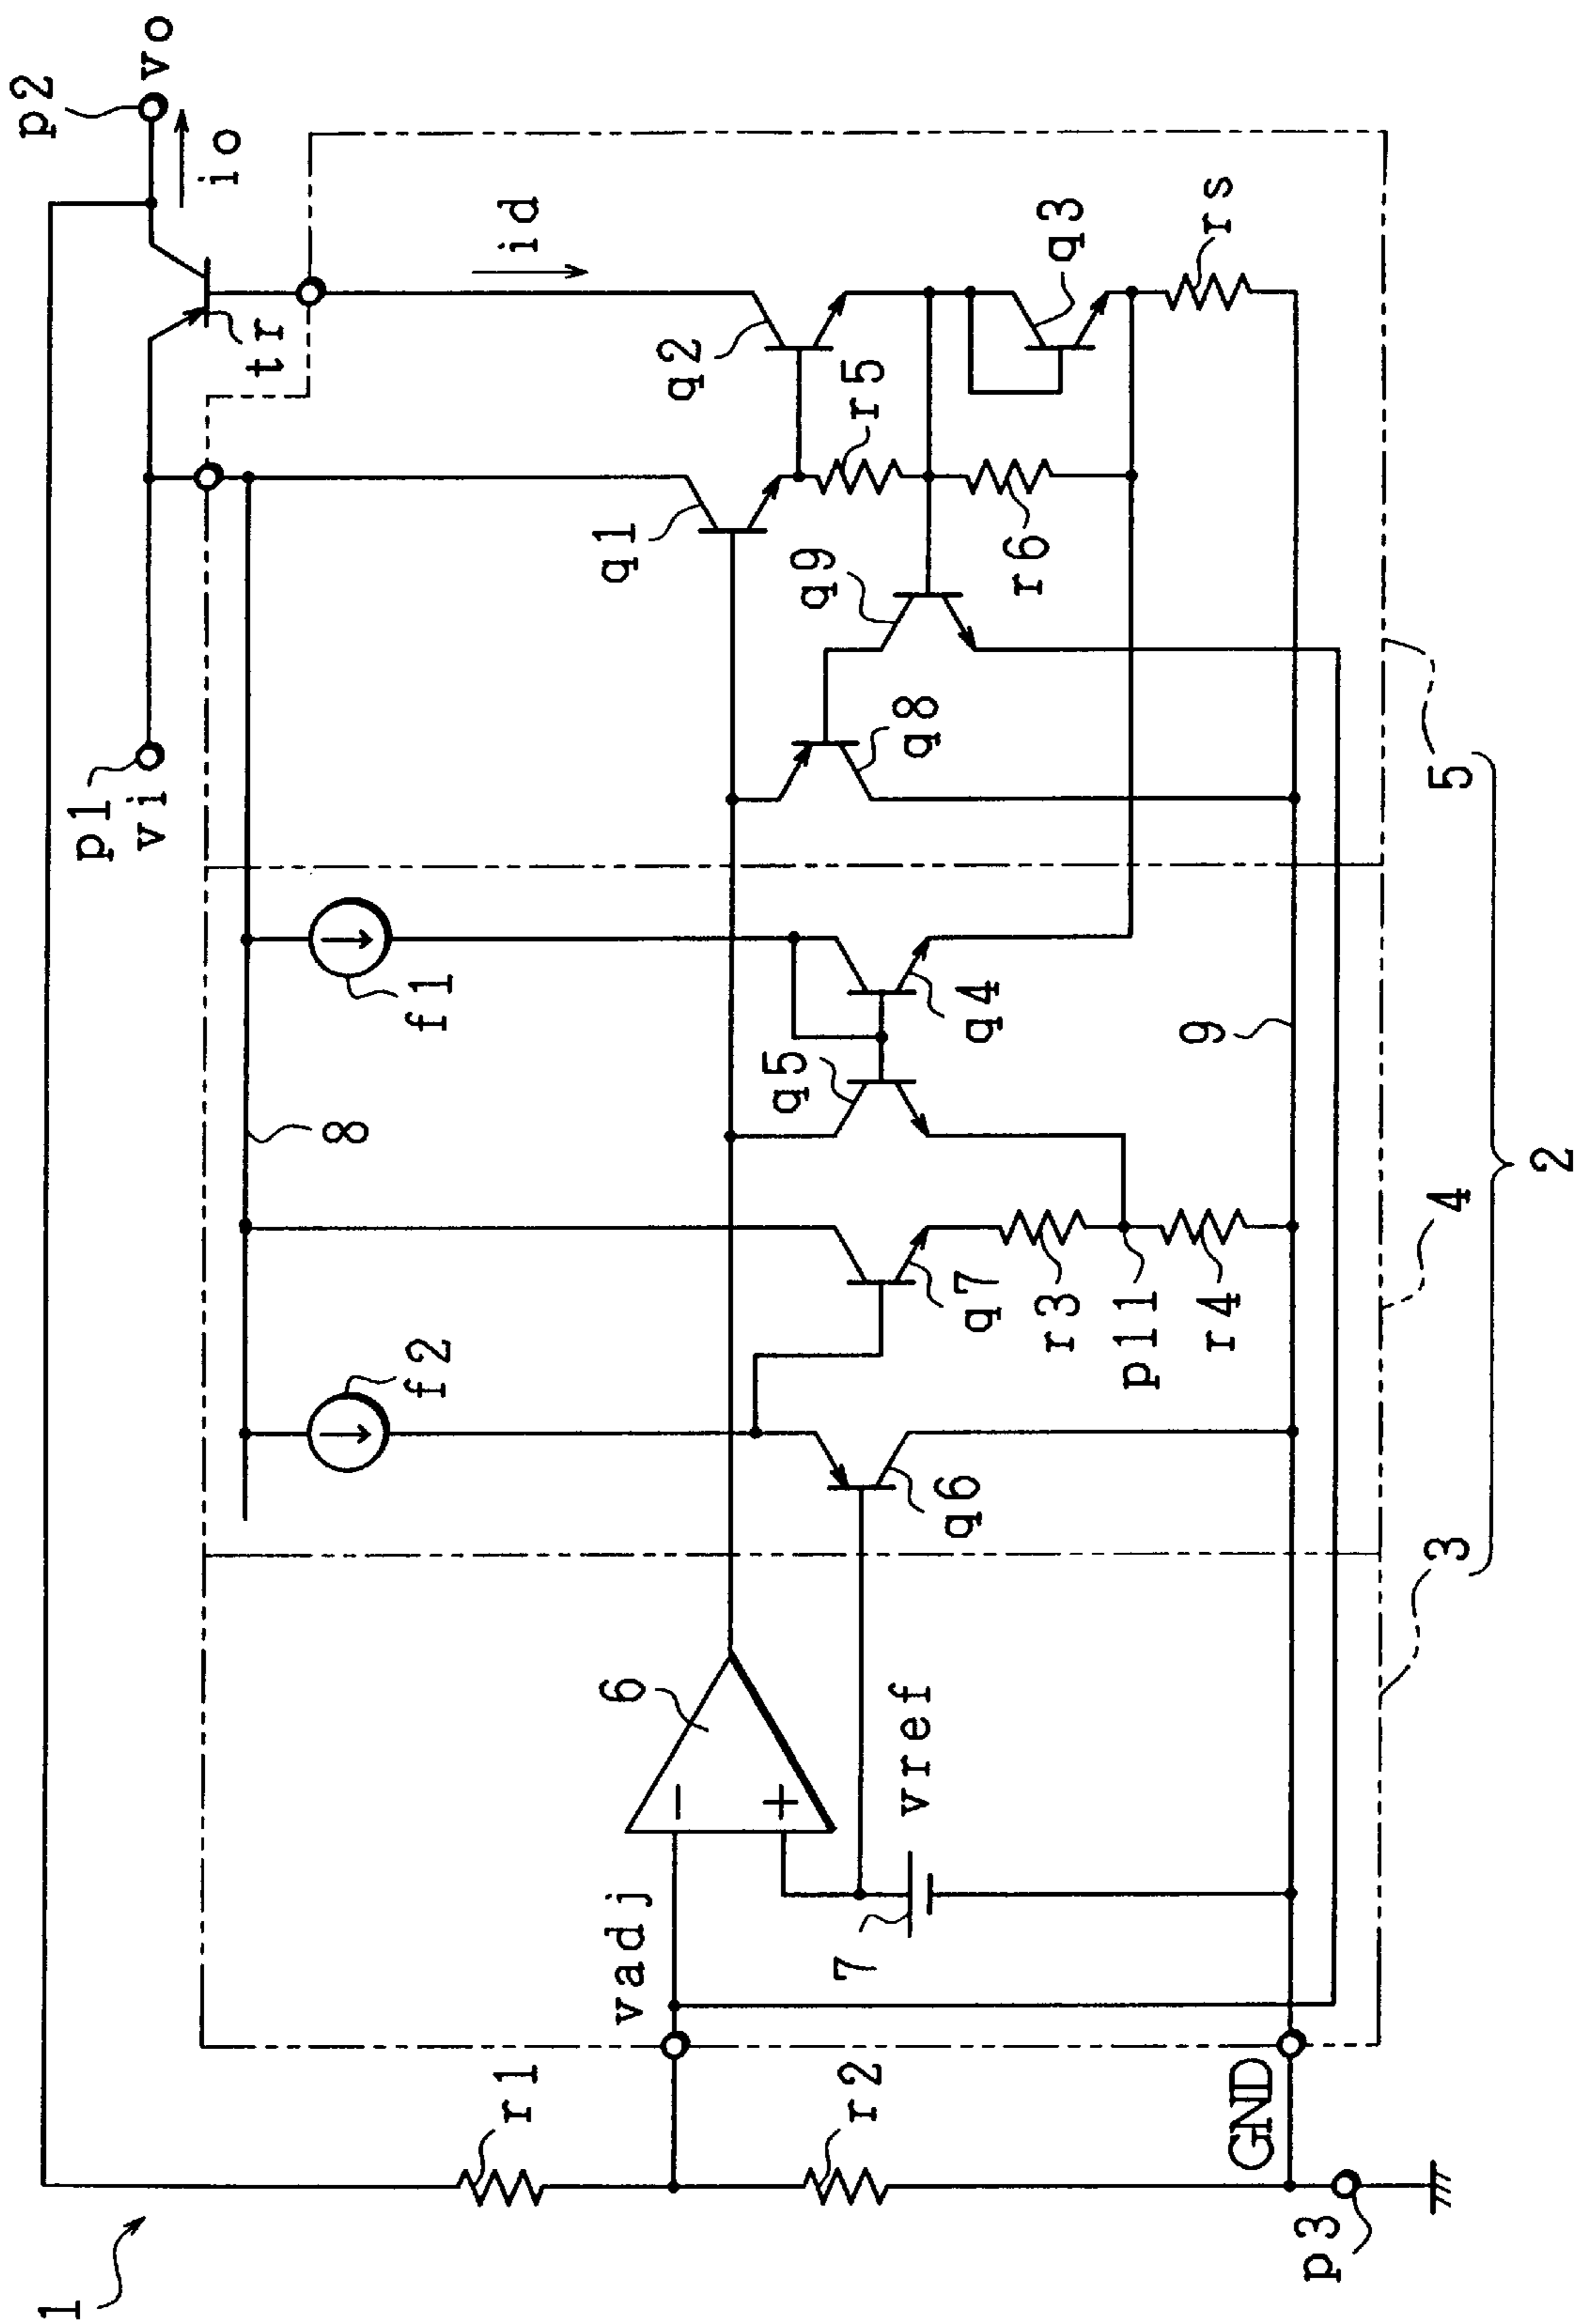 1
p1
vi
tr
p2
vo
io
id
8
f2
f1
q1
q2
r5
q3
rs
q9
r6
q8
q5
q4
q7
r3
p11
r4
q6
9
6
vadj
7
vref
r1
r2
GND
p3
3
4
5
2